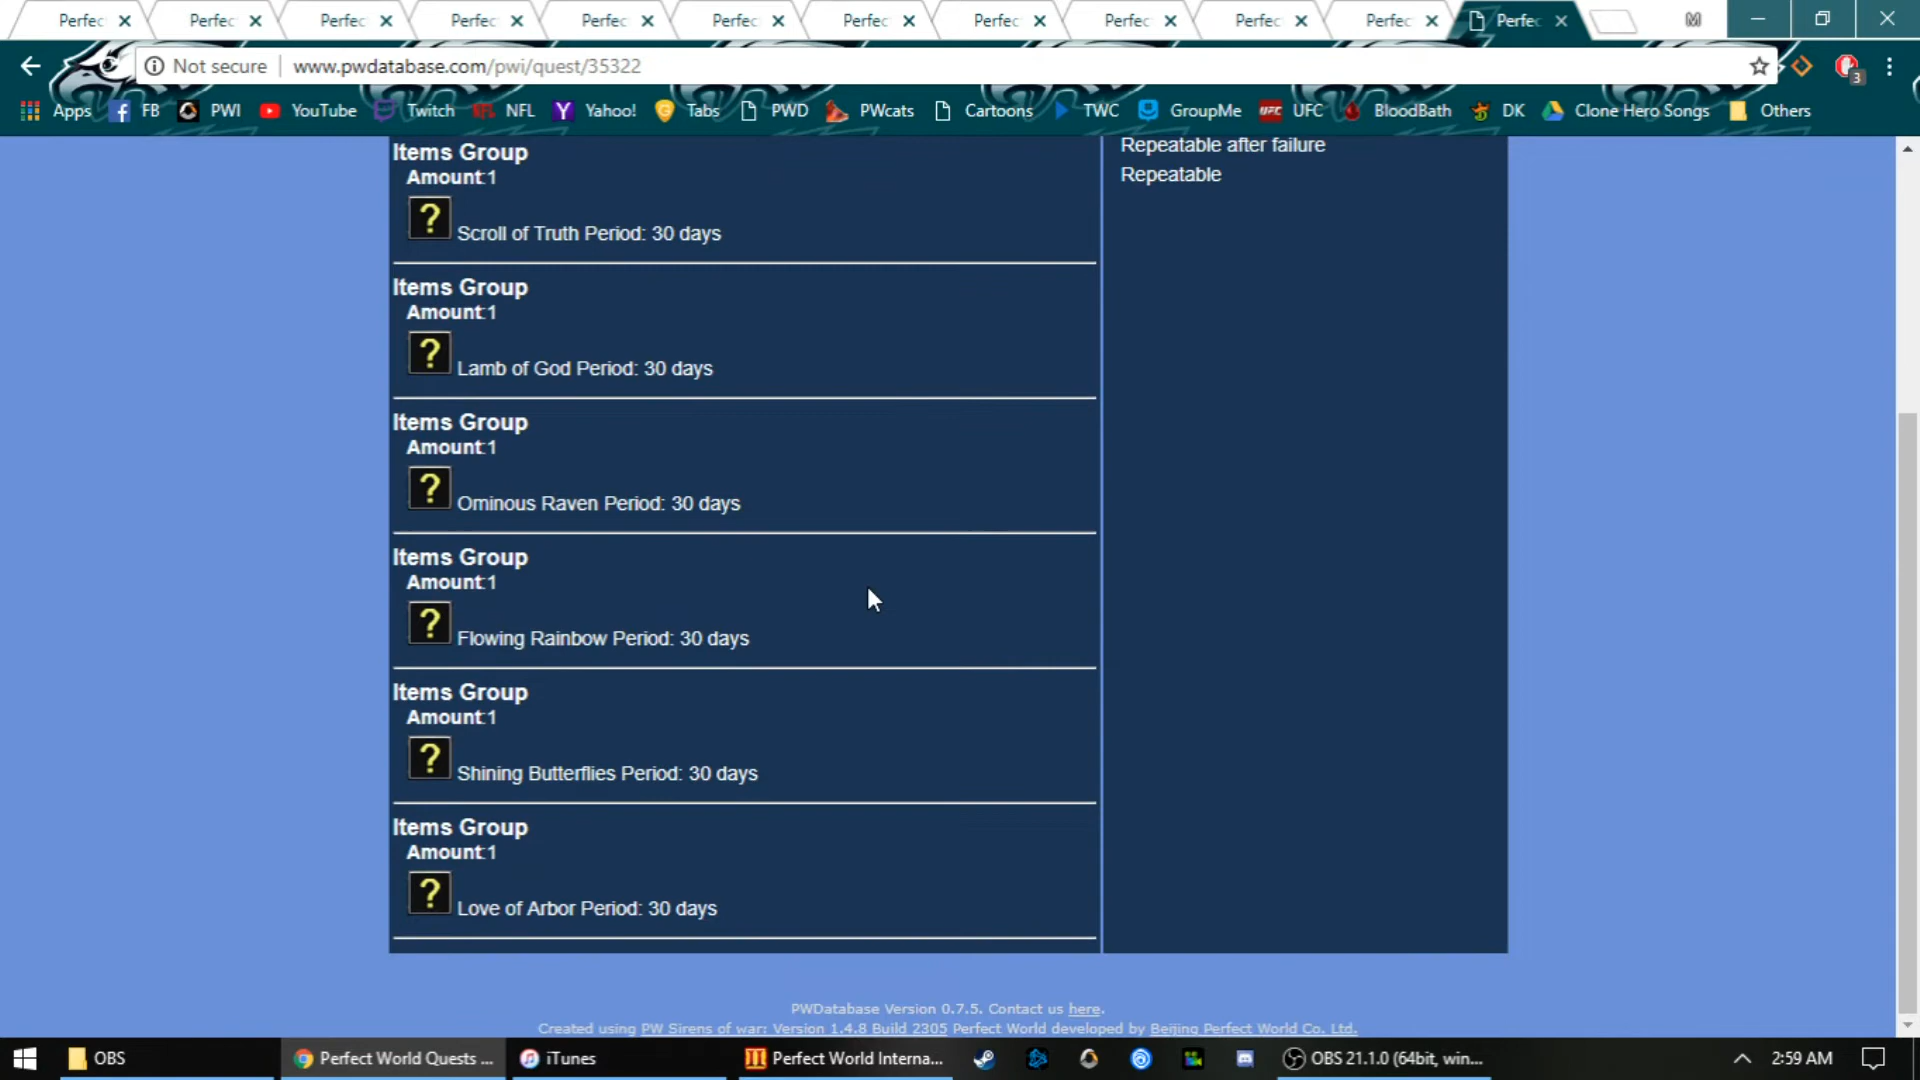 Perfec Perfec Perfec Perfec Perfec Perfec Perfec Perfec Perfec Perfec Perfec Perfec
Not secure www.pwdatabase.com/pwi/quest/35322
3
Apps FB PWI YouTube Twitch NFL Yahoo! Tabs PWD PWcats Cartoons TWC GroupMe UFC BloodBath DK Clone Hero Songs Others
Items Group
Amount:1
? Scroll of Truth Period: 30 days
Repeatable after failure
Repeatable
Items Group
Amount:1
? Lamb of God Period: 30 days
Items Group
Amount:1
? Ominous Raven Period: 30 days
Items Group
Amount:1
? Flowing Rainbow Period: 30 days
Items Group
Amount:1
? Shining Butterflies Period: 30 days
Items Group
Amount:1
? Love of Arbor Period: 30 days
PWDatabase Version 0.7.5. Contact us here.
Created using PW Sirens of war: Version 1.4.8 Build 2305 Perfect World developed by Beijing Perfect World Co. Ltd.
OBS Perfect World Quests ... iTunes Perfect World Interna... OBS 21.1.0 (64bit, win... 2:59 AM